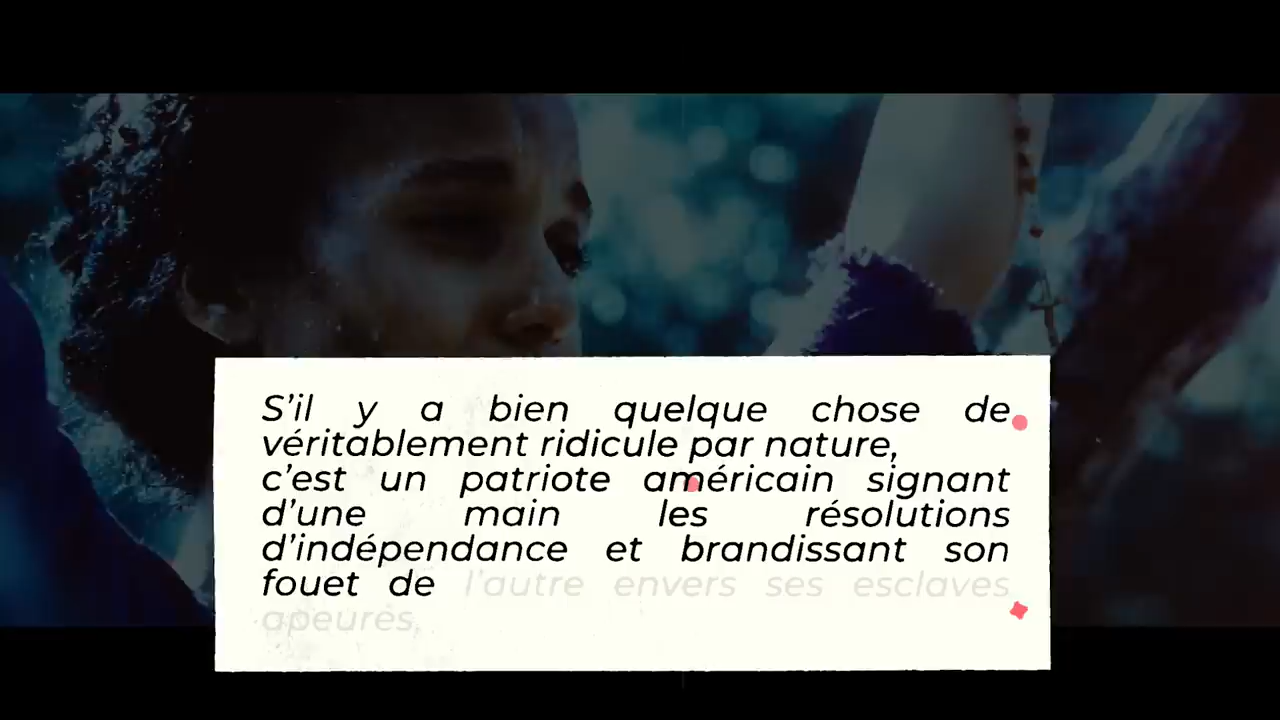 S’il y a bien quelque chose de
véritablement ridicule par nature,
c’est un patriote américain signant
d’une main les résolutions
d’indépendance et brandissant son
fouet de l’autre envers ses esclaves
apeurés.